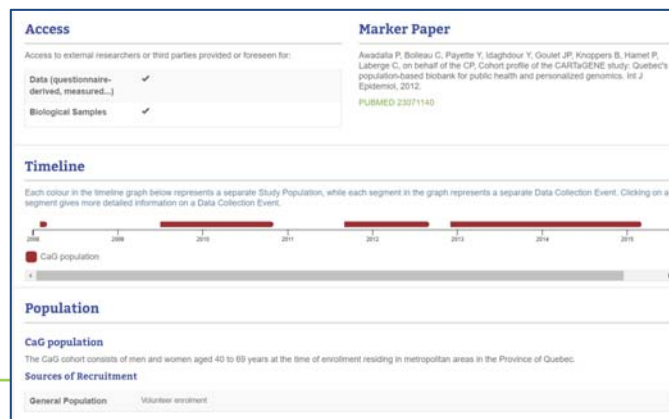 Access
Access to external researchers or third parties provided or foreseen for:
Data (questionnaire-
derived, measured...) ✔
Biological Samples ✔
Marker Paper
Awadalla P, Boileau C, Payette Y, Idaghdour Y, Goulet JP, Knoppers B, Hamet P,
Laberge C, on behalf of the CP, Cohort profile of the CARTaGENE study: Quebec's
population-based biobank for public health and personalized genomics. Int J
Epidemiol, 2012.
PUBMED 23071140
Timeline
Each colour in the timeline graph below represents a separate Study Population, while each segment in the graph represents a separate Data Collection Event. Clicking on a
segment gives more detailed information on a Data Collection Event.
2008 2009 2010 2011 2012 2013 2014 2015
CaG population
Population
CaG population
The CaG cohort consists of men and women aged 40 to 69 years at the time of enrolment residing in metropolitan areas in the Province of Quebec.
Sources of Recruitment
General Population Volunteer enrolment